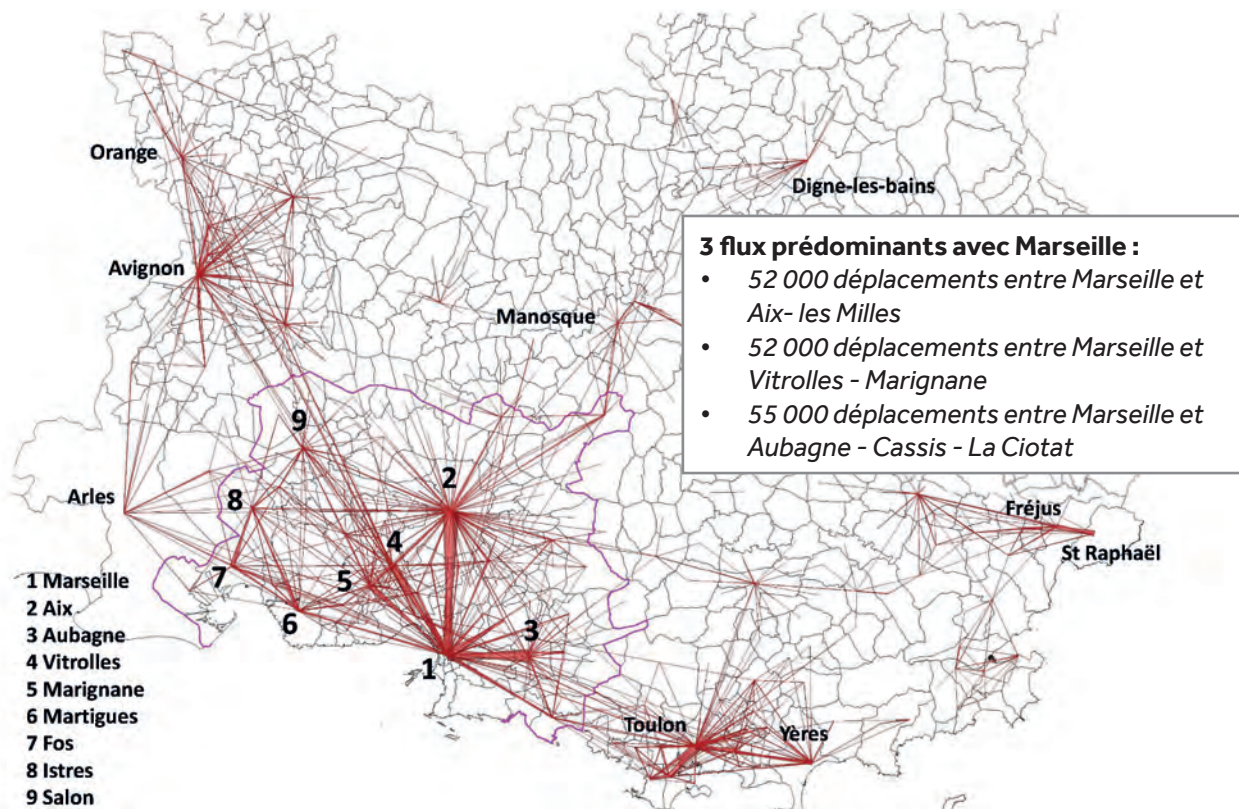 Orange
Digne-les-bains
3 flux prédominants avec Marseille :
• 52 000 déplacements entre Marseille et
Aix- les Milles
• 52 000 déplacements entre Marseille et
Vitrolles - Marignane
• 55 000 déplacements entre Marseille et
Aubagne - Cassis - La Ciotat
Avignon
Manosque
9
2
8
Arles
Fréjus
St Raphaël
4
7
5
6
3
1
Toulon
Yères
1 Marseille
2 Aix
3 Aubagne
4 Vitrolles
5 Marignane
6 Martigues
7 Fos
8 Istres
9 Salon